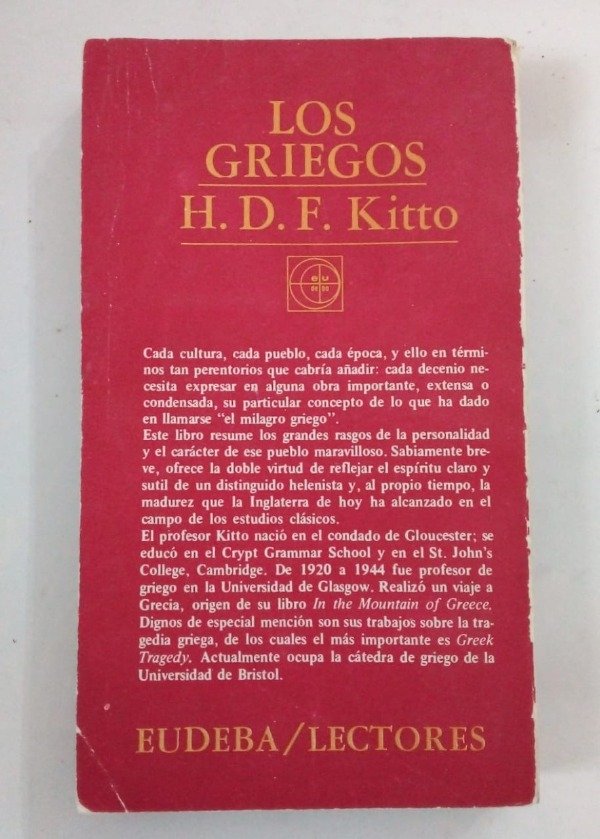 LOS
GRIEGOS
H. D. F. Kitto
eu
de ba
Cada cultura, cada pueblo, cada época, y ello en térmi-
nos tan perentorios que cabría añadir: cada decenio ne-
cesita expresar en alguna obra importante, extensa o
condensada, su particular concepto de lo que ha dado
en llamarse "el milagro griego".
Este libro resume los grandes rasgos de la personalidad
y el carácter de ese pueblo maravilloso. Sabiamente bre-
ve, ofrece la doble virtud de reflejar el espíritu claro y
sutil de un distinguido helenista y, al propio tiempo, la
madurez que la Inglaterra de hoy ha alcanzado en el
campo de los estudios clásicos.
El profesor Kitto nació en el condado de Gloucester; se
educó en el Crypt Grammar School y en el St. John's
College, Cambridge. De 1920 a 1944 fue profesor de
griego en la Universidad de Glasgow. Realizó un viaje a
Grecia, origen de su libro In the Mountain of Greece.
Dignos de especial mención son sus trabajos sobre la tra-
gedia griega, de los cuales el más importante es Greek
Tragedy. Actualmente ocupa la cátedra de griego de la
Universidad de Bristol.
EUDEBA/LECTORES